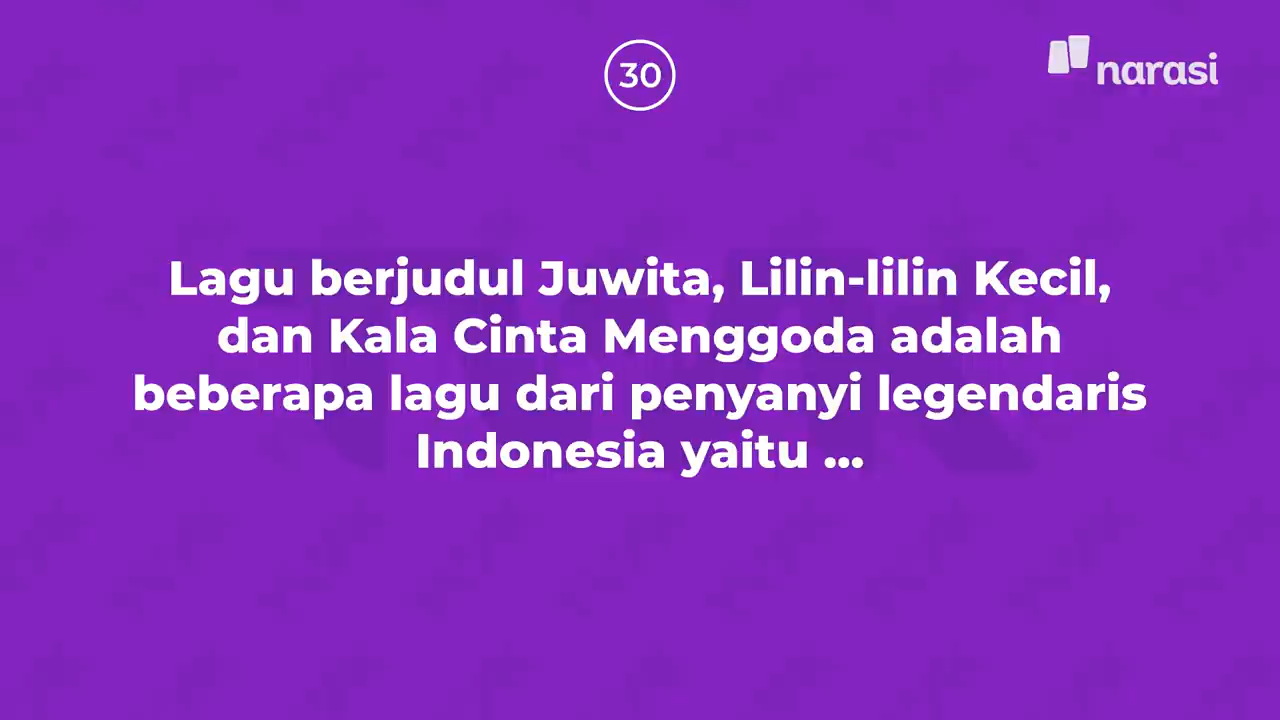 30
narasi
Lagu berjudul Juwita, Lilin-lilin Kecil,
dan Kala Cinta Menggoda adalah
beberapa lagu dari penyanyi legendaris
Indonesia yaitu ...